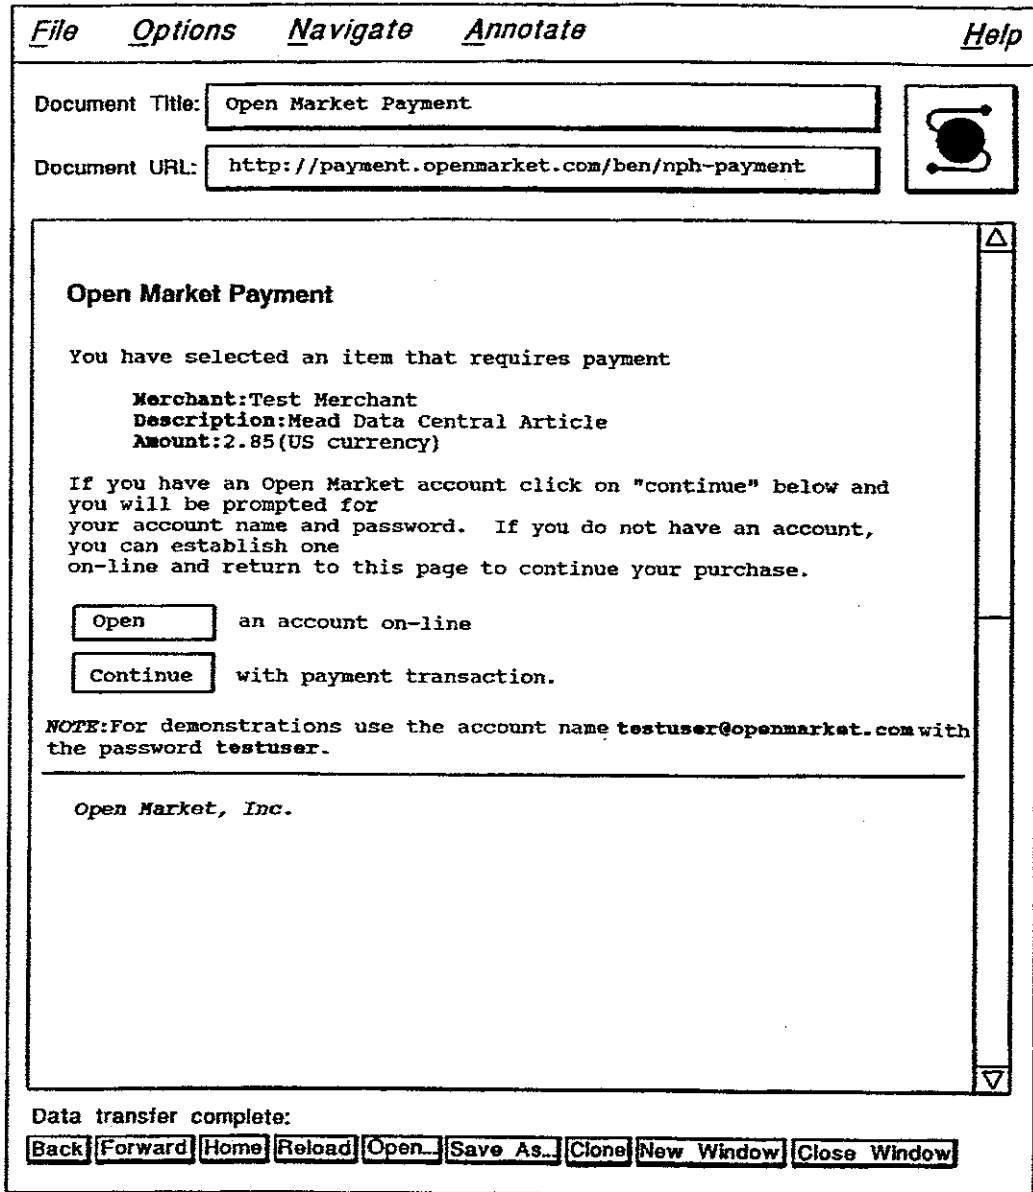 File Options Navigate Annotate Help
Document Title: Open Market Payment
Document URL: http://payment.openmarket.com/ben/nph-payment
Open Market Payment
You have selected an item that requires payment
Merchant:Test Merchant
Description:Mead Data Central Article
Amount:2.85(US currency)
If you have an Open Market account click on "continue" below and
you will be prompted for
your account name and password. If you do not have an account,
you can establish one
on-line and return to this page to continue your purchase.
Open an account on-line
Continue with payment transaction.
NOTE:For demonstrations use the account name testuser@openmarket.com with
the password testuser.
Open Market, Inc.
Data transfer complete:
Back Forward Home Reload Open... Save As... Clone New Window Close Window